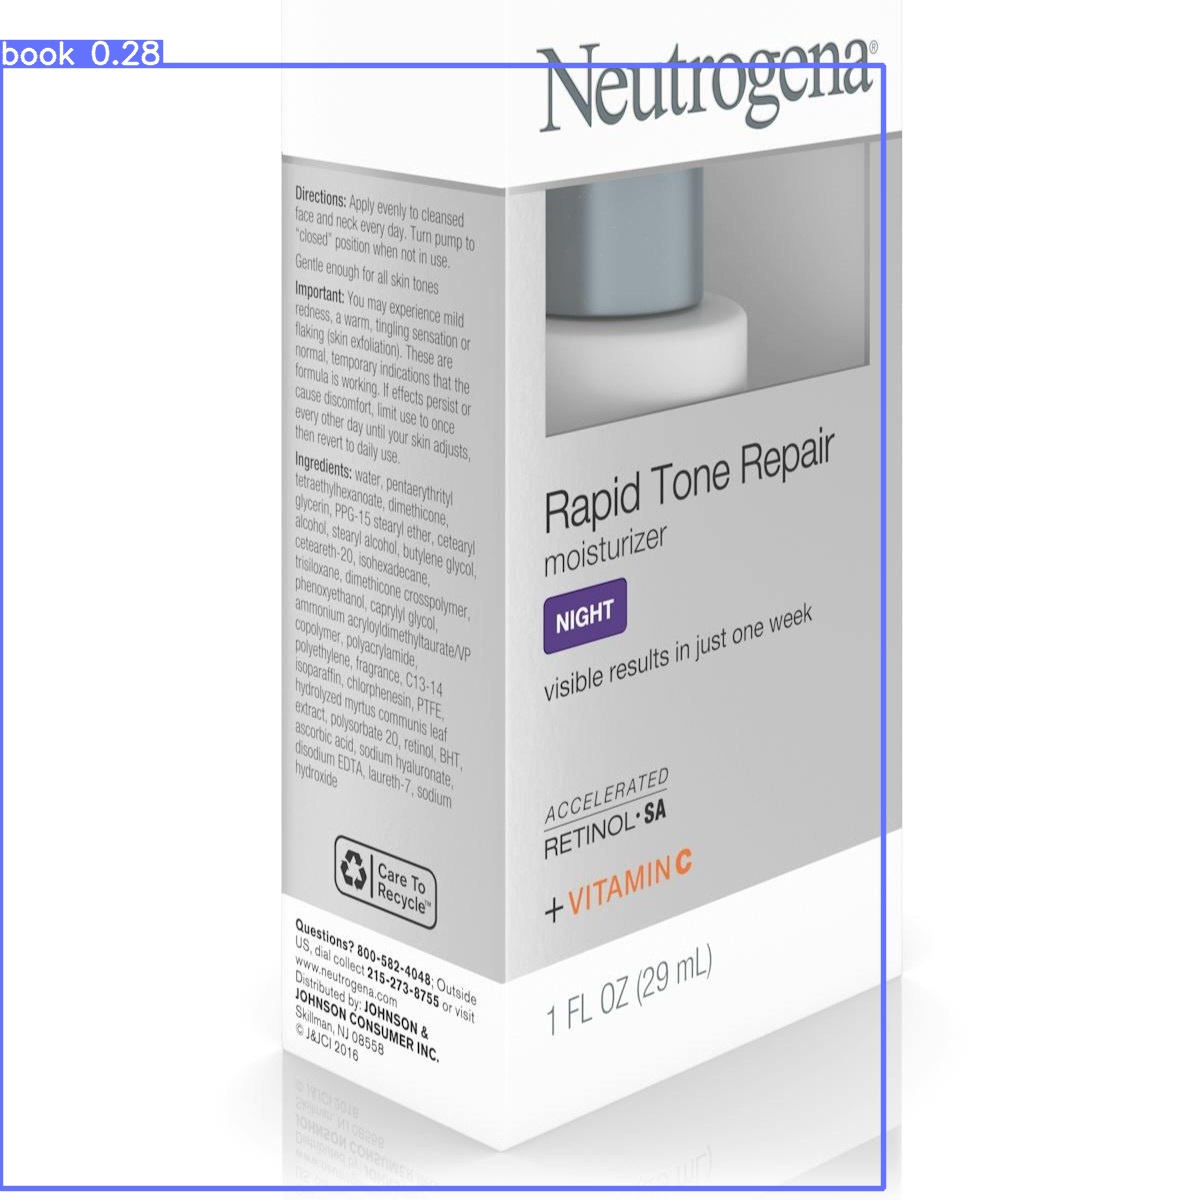 book 0.28
Neutrogena®
Directions: Apply evenly to cleansed
face and neck every day. Turn pump to
"closed" position when not in use.
Gentle enough for all skin tones
Important: You may experience mild
redness, a warm, tingling sensation or
flaking (skin exfoliation). These are
normal, temporary indications that the
formula is working. If effects persist or
cause discomfort, limit use to once
every other day until your skin adjusts,
then revert to daily use.
Ingredients: water, pentaerythrityl
tetraethylhexanoate, dimethicone,
glycerin, PPG-15 stearyl ether, cetearyl
alcohol, stearyl alcohol, butylene glycol,
ceteareth-20, isohexadecane,
trisiloxane, dimethicone crosspolymer,
phenoxyethanol, caprylyl glycol,
ammonium acryloyldimethyltaurate/VP
copolymer, polyacrylamide,
polyethylene, fragrance, C13-14
isoparaffin, chlorphenesin, PTFE,
hydrolyzed myrtus communis leaf
extract, polysorbate 20, retinol, BHT,
ascorbic acid, sodium hyaluronate,
disodium EDTA, laureth-7, sodium
hydroxide
Care To
Recycle™
Questions? 800-582-4048; Outside
US, dial collect 215-273-8755 or visit
www.neutrogena.com
Distributed by: JOHNSON &
JOHNSON CONSUMER INC.
Skillman, NJ 08558
© J&JCI 2016
Rapid Tone Repair
moisturizer
NIGHT
visible results in just one week
ACCELERATED
RETINOL•SA
+VITAMIN C
1 FL OZ (29 mL)